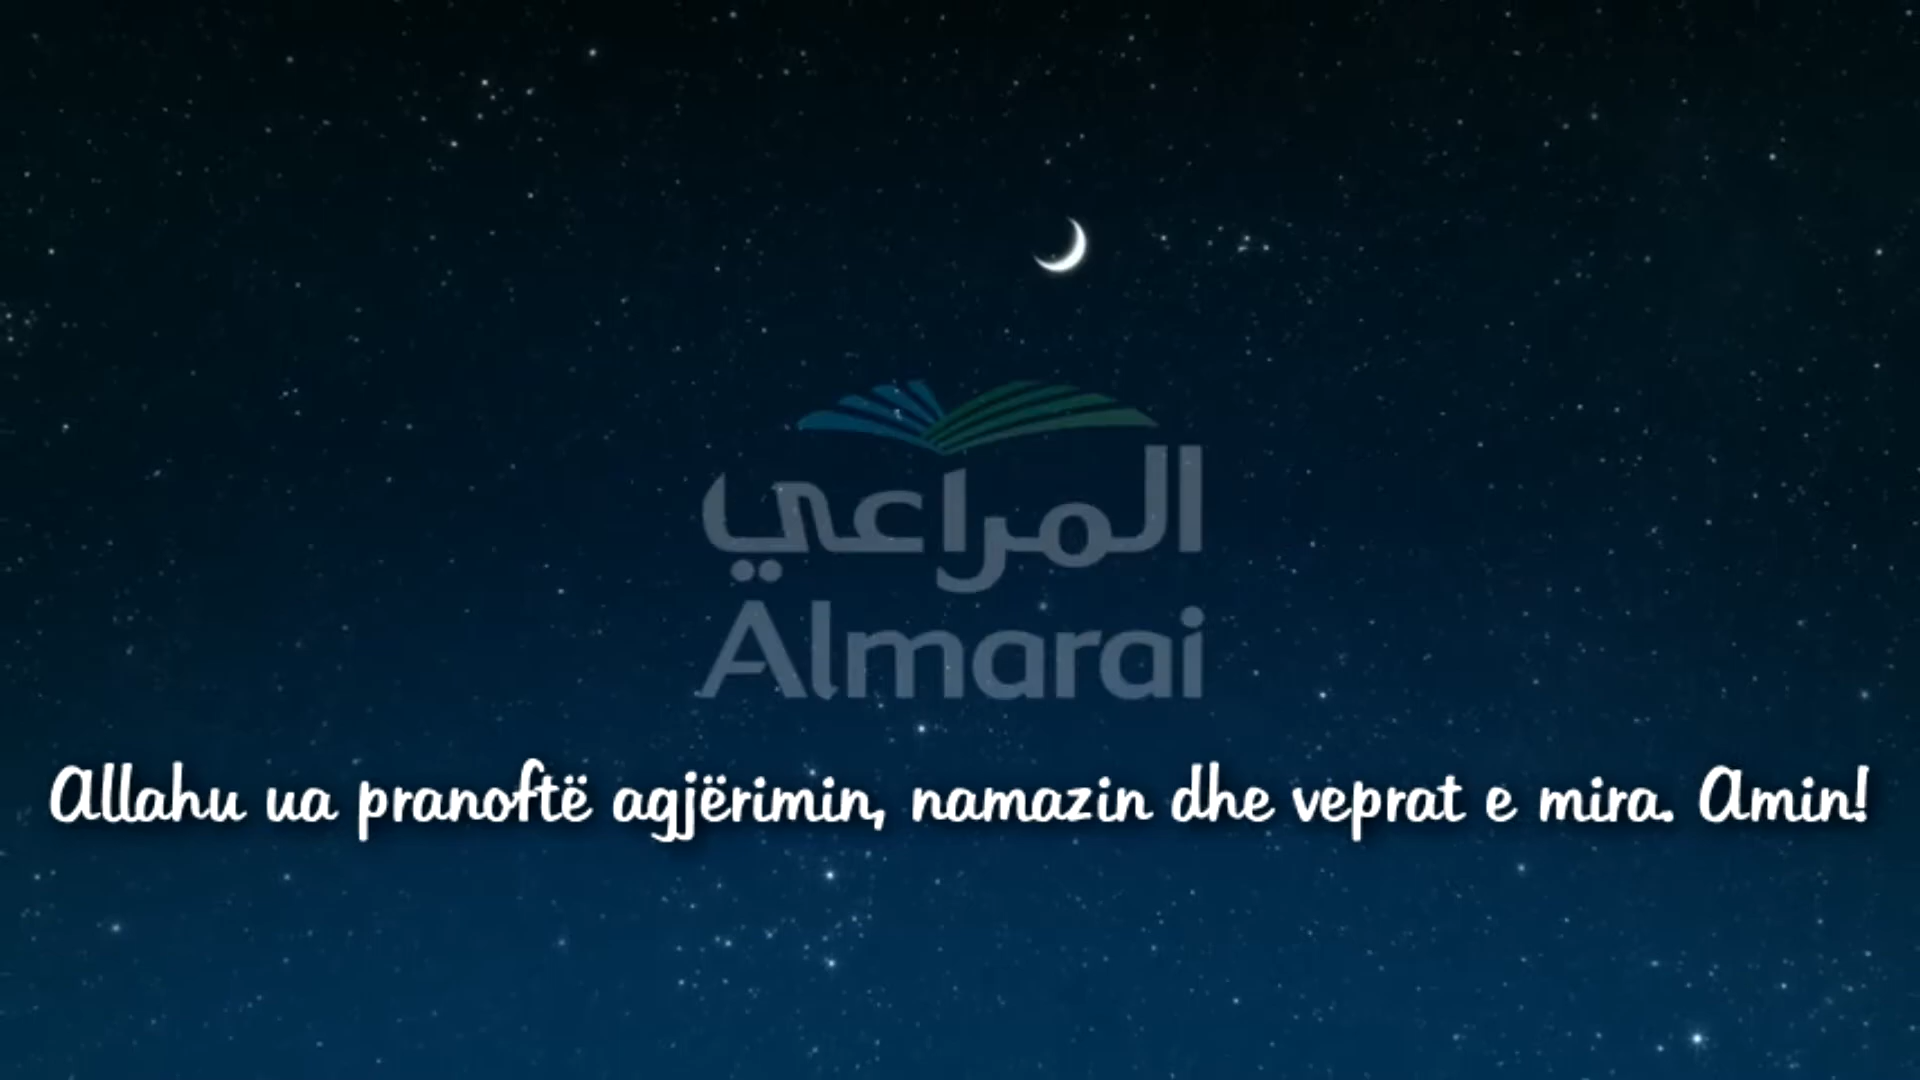 المراعي
Almarai
Allahu ua pranoftë agjërimin, namazin dhe veprat e mira. Amin!